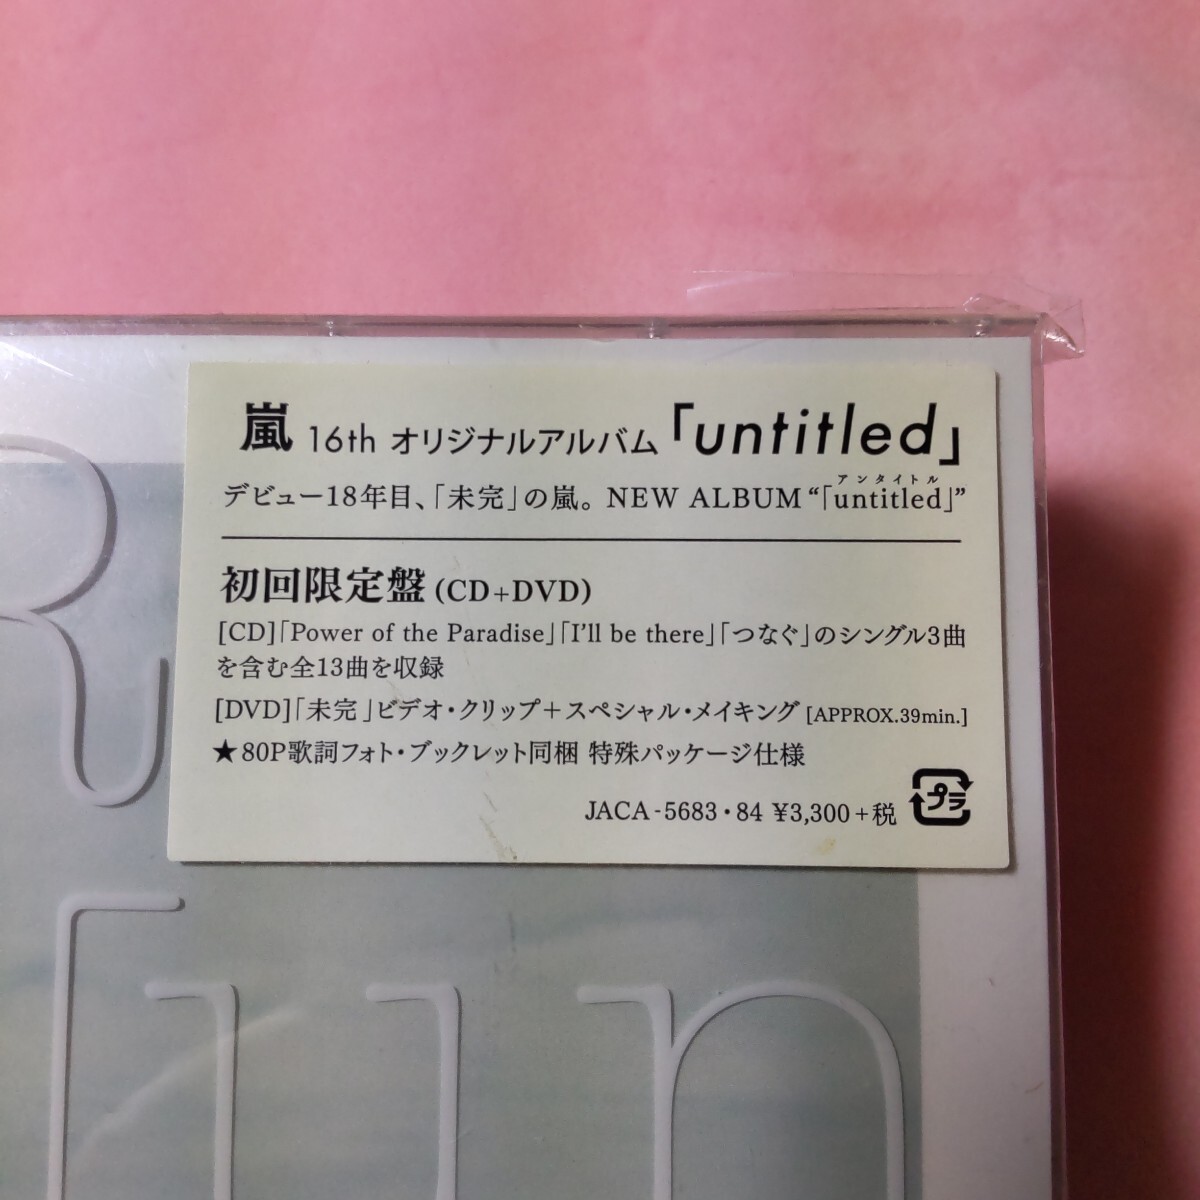 嵐 16th オリジナルアルバム「untitled」
アンタイトル
デビュー18年目、「未完」の嵐。NEW ALBUM “「untitled」”
初回限定盤 (CD+DVD)
[CD]「Power of the Paradise」「I'll be there」「つなぐ」のシングル3曲
を含む全13曲を収録
[DVD]「未完」ビデオ・クリップ+スペシャル・メイキング [APPROX.39min.]
★80P歌詞フォト・ブックレット同梱 特殊パッケージ仕様
JACA-5683・84 ¥3,300+税 プラ
R
「un